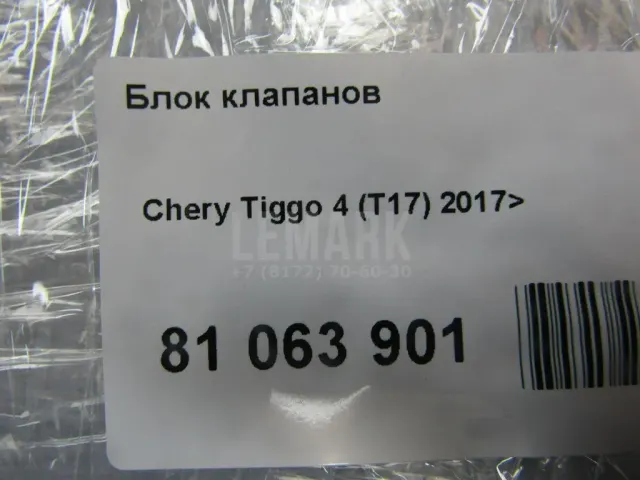 Блок клапанов
Chery Tiggo 4 (T17) 2017>
LEMARK
+7 (8172) 70-60-30
81 063 901